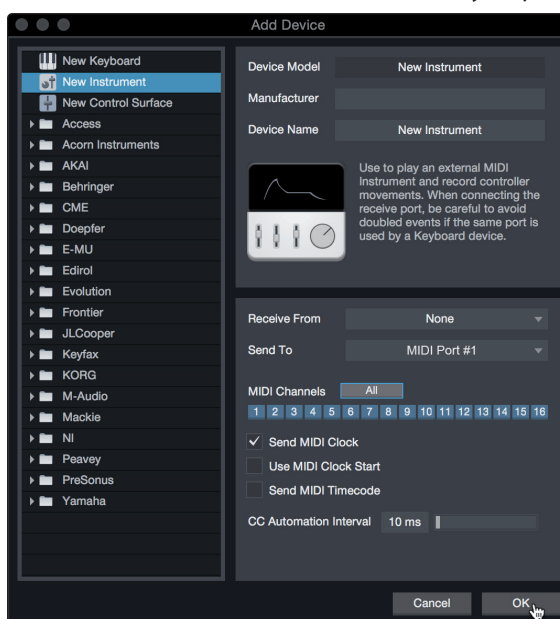 Add Device
New Keyboard
New Instrument
New Control Surface
Access
Acorn Instruments
AKAI
Behringer
CME
Doepfer
E-MU
Edirol
Evolution
Frontier
JLCooper
Keyfax
KORG
M-Audio
Mackie
NI
Peavey
PreSonus
Yamaha
Device Model New Instrument
Manufacturer
Device Name New Instrument
Use to play an external MIDI
Instrument and record controller
movements. When connecting the
receive port, be careful to avoid
doubled events if the same port is
used by a Keyboard device.
Receive From None
Send To MIDI Port #1
MIDI Channels All
1 2 3 4 5 6 7 8 9 10 11 12 13 14 15 16
Send MIDI Clock
Use MIDI Clock Start
Send MIDI Timecode
CC Automation Interval 10 ms
Cancel OK